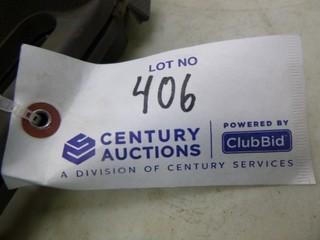 LOT NO
406
CENTURY AUCTIONS
POWERED BY
ClubBid
A DIVISION OF CENTURY SERVICES